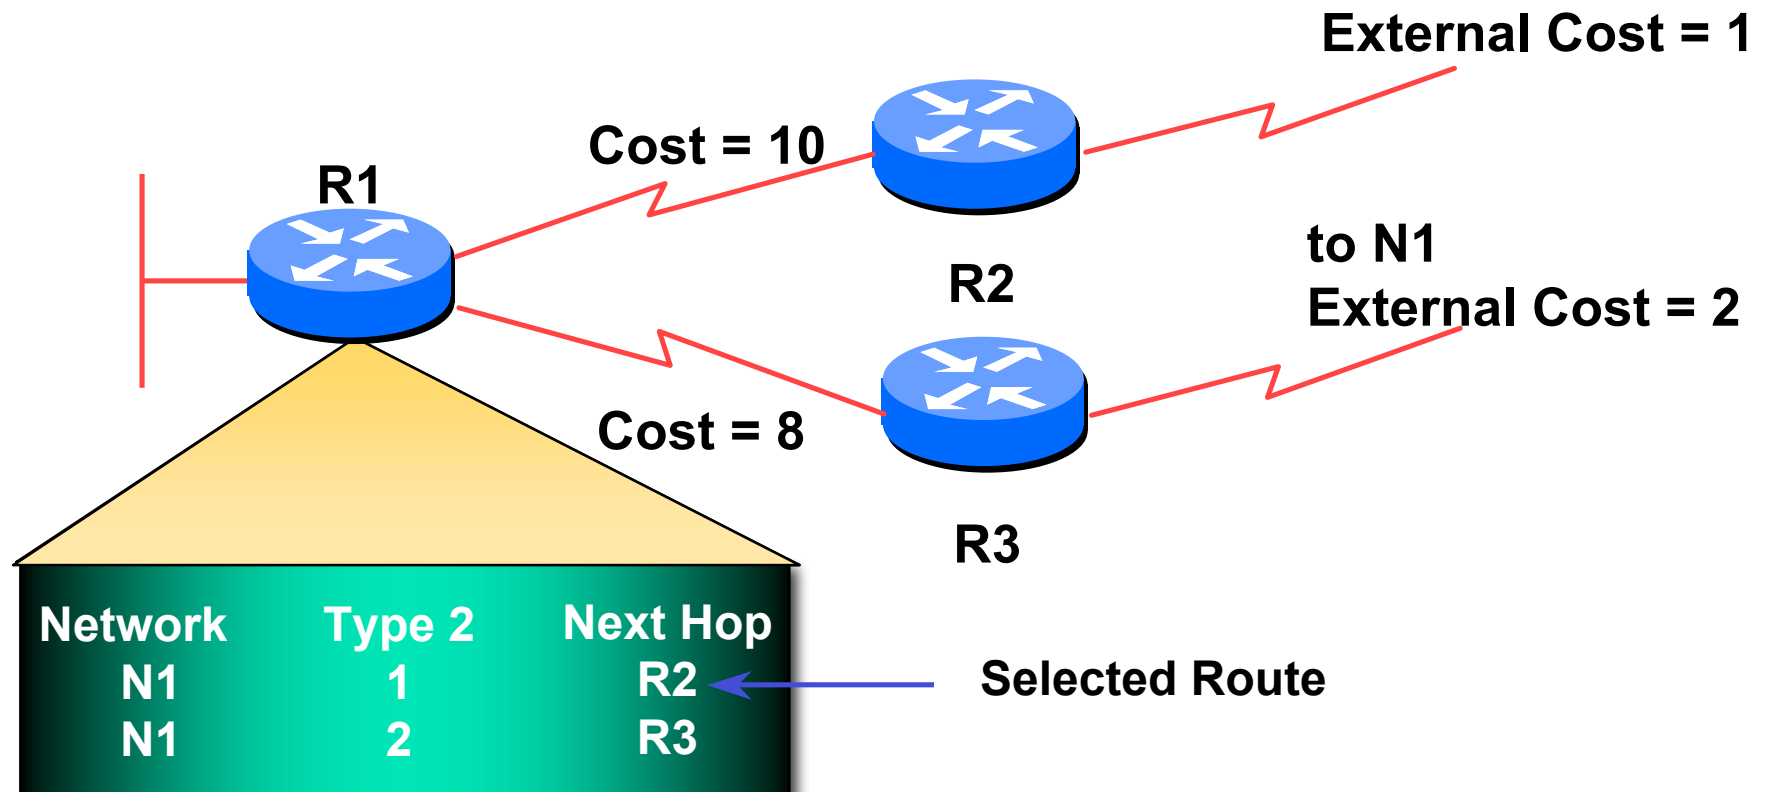 External Cost = 1
Cost = 10
R1
to N1
R2
External Cost = 2
Cost = 8
R3
Network Type 2 Next Hop
N1 1 R2
Selected Route
N1 2 R3